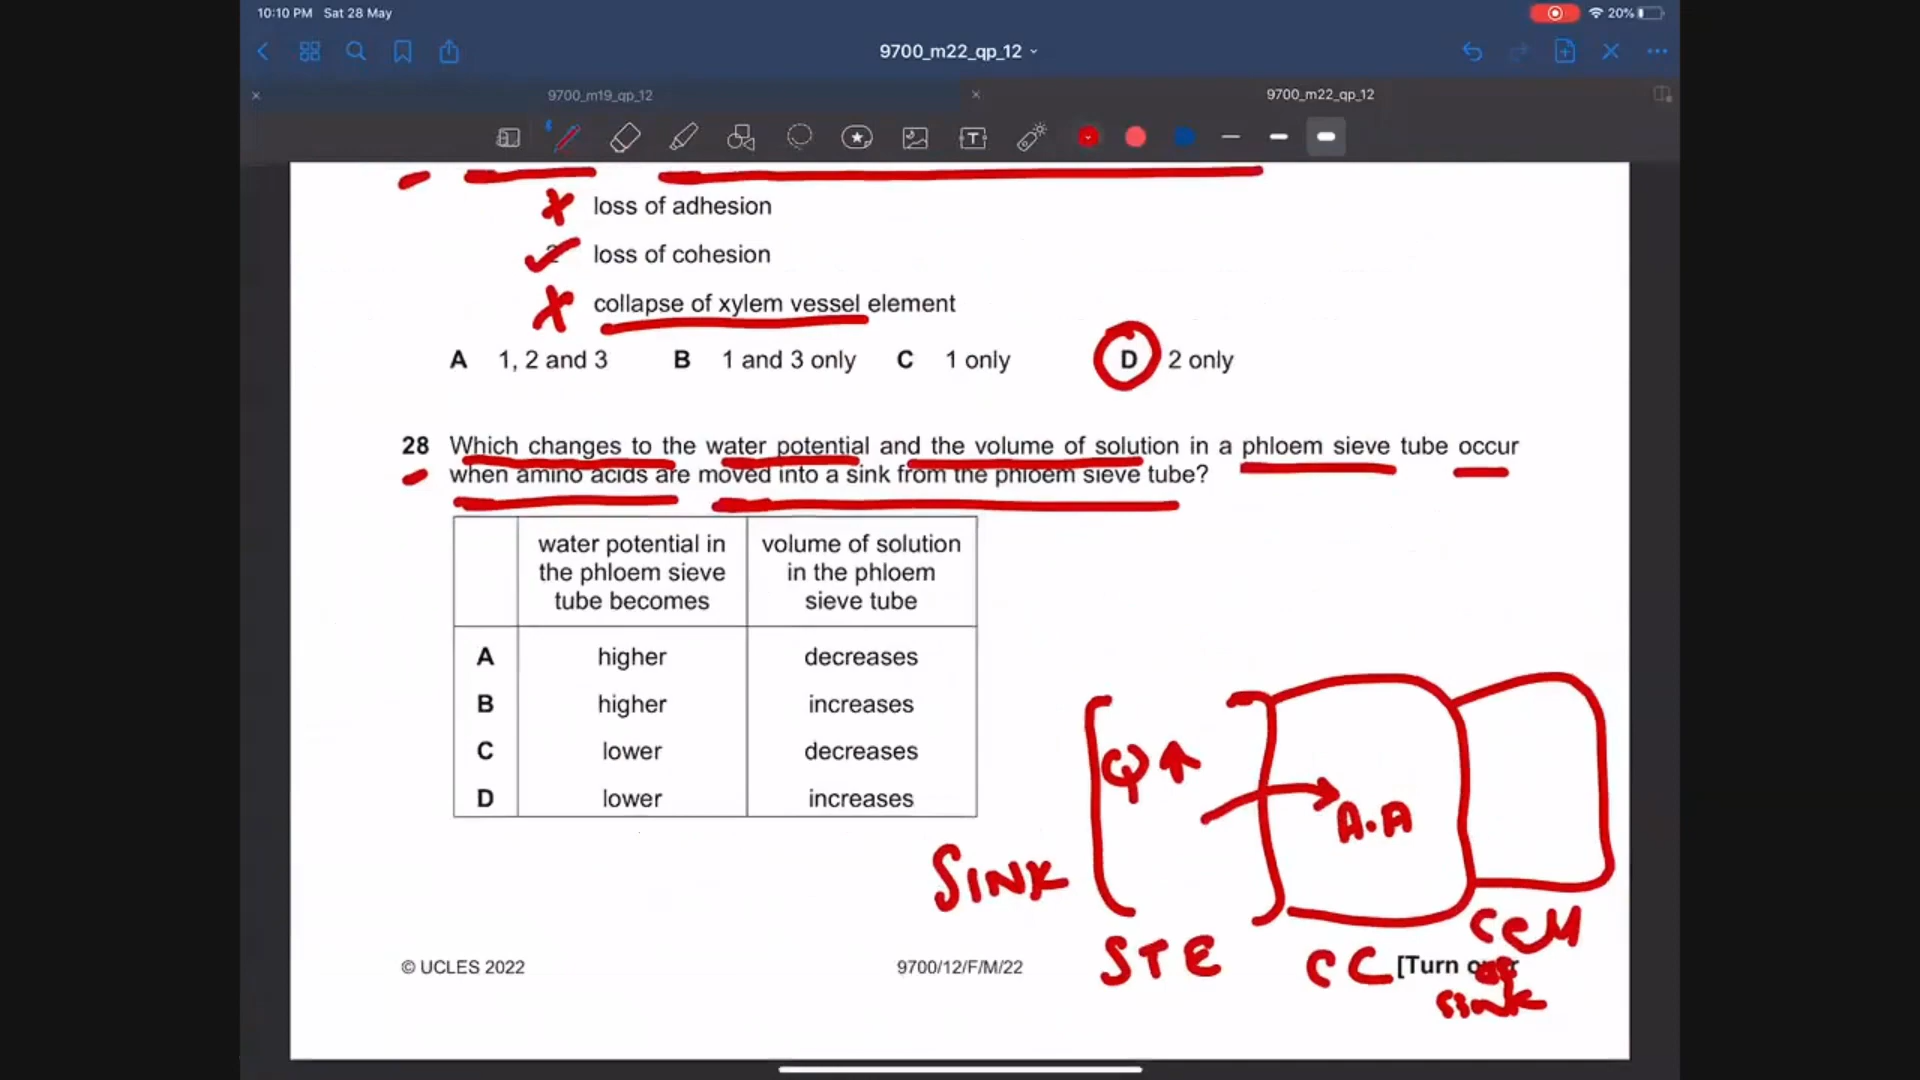 10:10 PM Sat 28 May
20%
9700_m22_qp_12
9700_m19_qp_12
9700_m22_qp_12
loss of adhesion
2 loss of cohesion
collapse of xylem vessel element
A 1, 2 and 3 B 1 and 3 only C 1 only D 2 only
28 Which changes to the water potential and the volume of solution in a phloem sieve tube occur
when amino acids are moved into a sink from the phloem sieve tube?
water potential in
the phloem sieve
tube becomes
volume of solution
in the phloem
sieve tube
A higher decreases
B higher increases
C lower decreases
D lower increases
Ψ ↑
A.A
SINK
STE
CC
CCM
of
sink
© UCLES 2022
9700/12/F/M/22
[Turn over